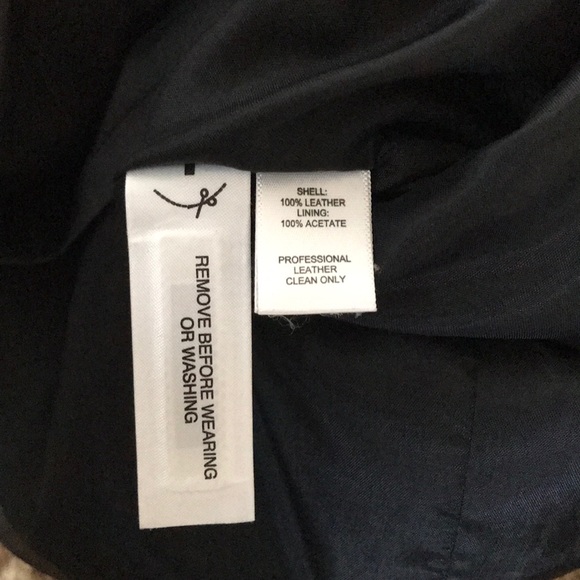 REMOVE BEFORE WEARING
OR WASHING
SHELL:
100% LEATHER
LINING:
100% ACETATE
PROFESSIONAL
LEATHER
CLEAN ONLY